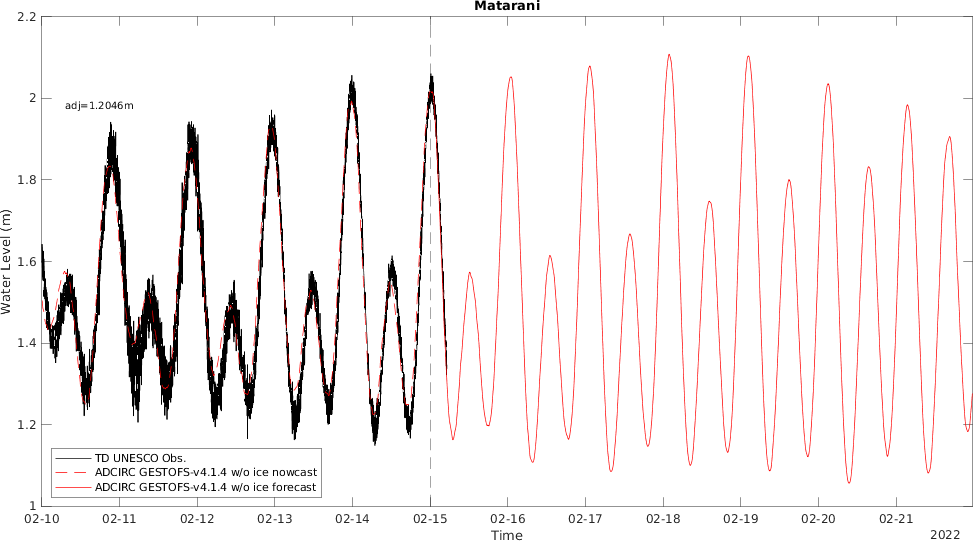 Matarani
2.2
2
1.8
1.6
1.4
1.2
1
Water Level (m)
adj=1.2046m
TD UNESCO Obs.
ADCIRC GESTOFS-v4.1.4 w/o ice nowcast
ADCIRC GESTOFS-v4.1.4 w/o ice forecast
02-10 02-11 02-12 02-13 02-14 02-15 02-16 02-17 02-18 02-19 02-20 02-21
Time
2022